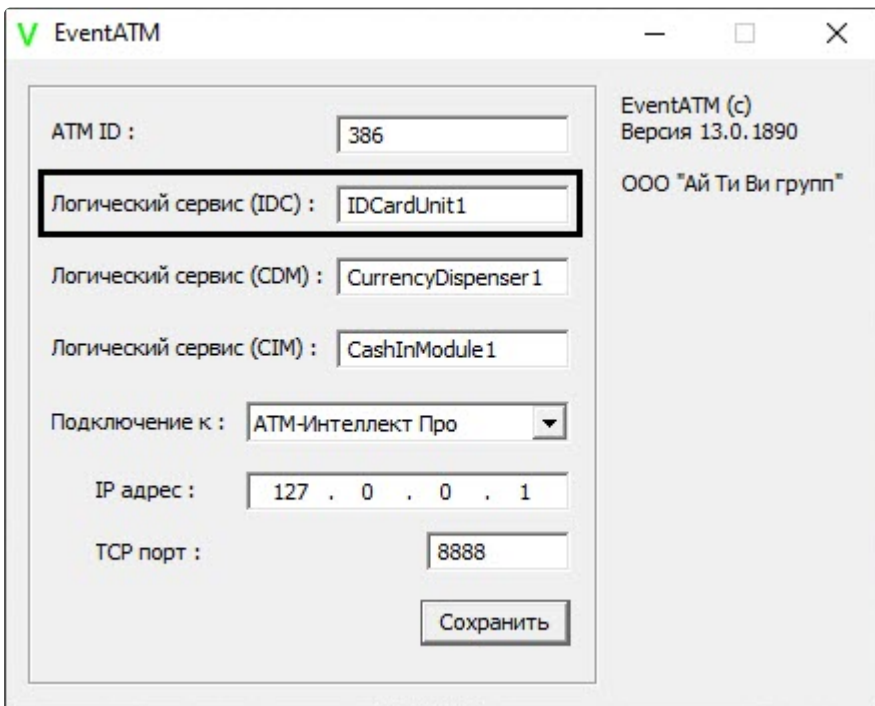 EventATM
ATM ID : 386
Логический сервис (IDC) : IDCardUnit1
Логический сервис (CDM) : CurrencyDispenser1
Логический сервис (CIM) : CashInModule1
Подключение к : АТМ-Интеллект Про
IP адрес : 127 . 0 . 0 . 1
TCP порт : 8888
Сохранить
EventATM (c)
Версия 13.0.1890
ООО "Ай Ти Ви групп"